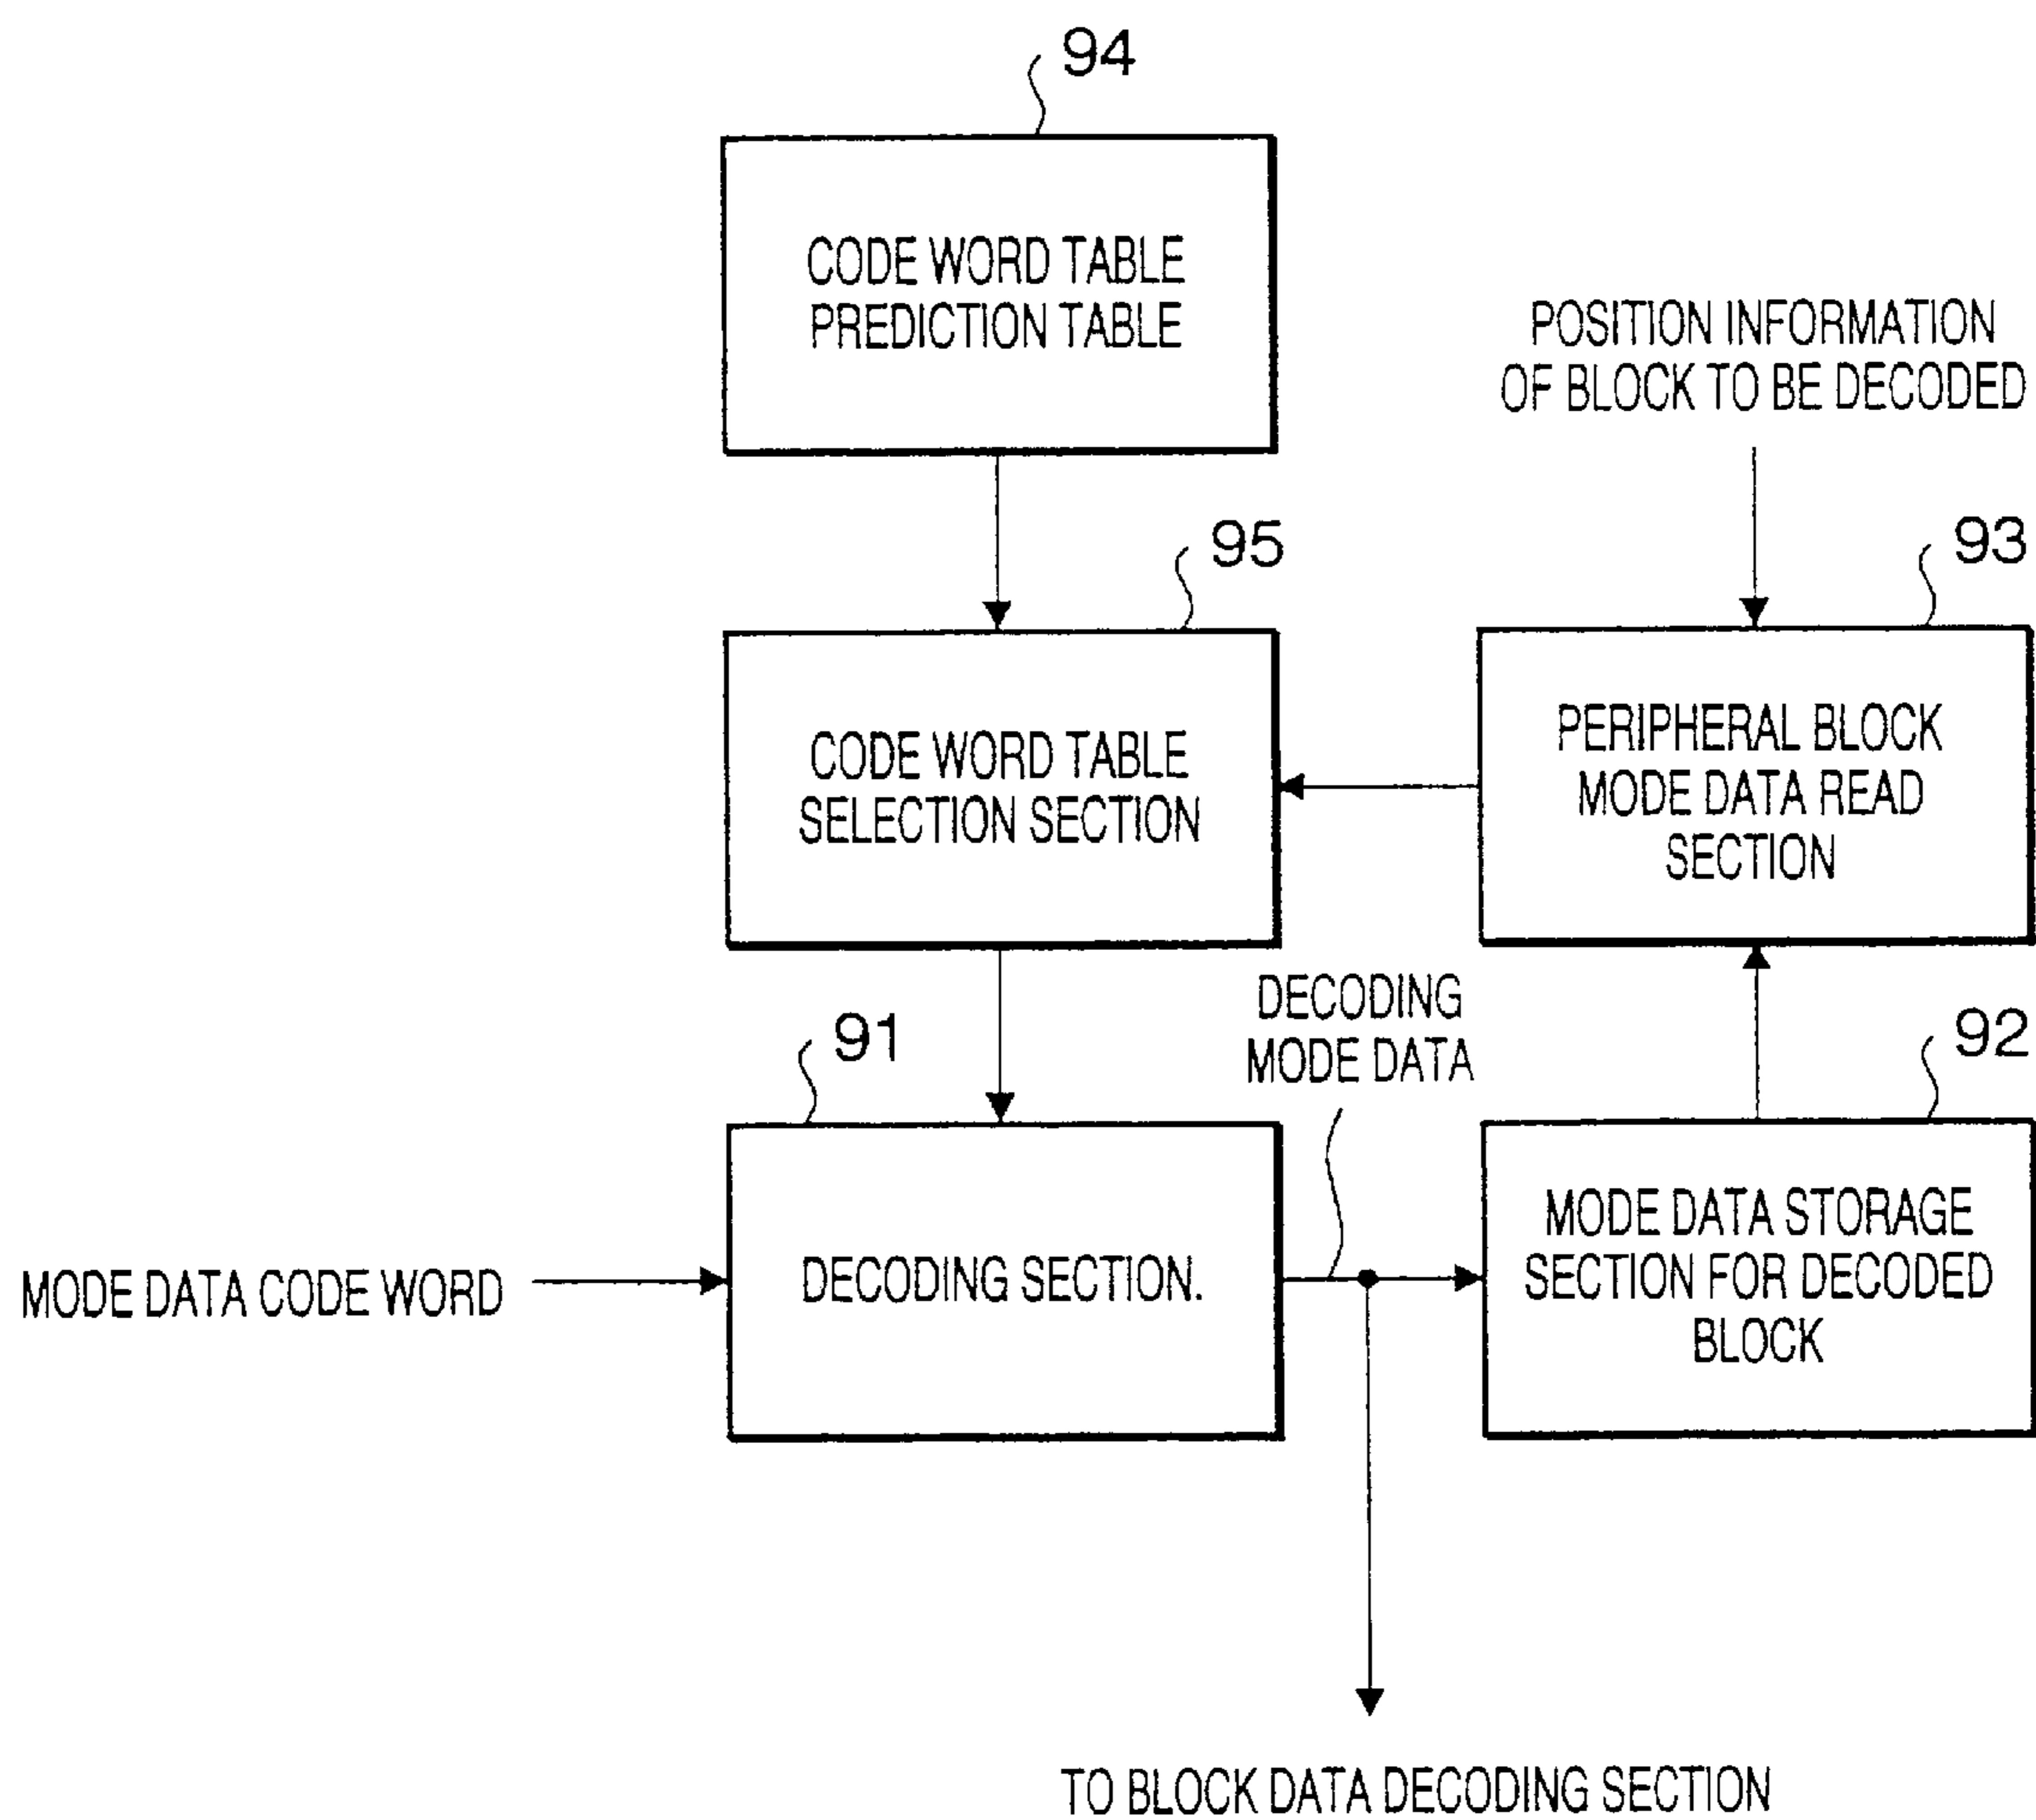 94
CODE WORD TABLE
PREDICTION TABLE
POSITION INFORMATION
OF BLOCK TO BE DECODED
95
93
CODE WORD TABLE
SELECTION SECTION
PERIPHERAL BLOCK
MODE DATA READ
SECTION
DECODING
MODE DATA
91
92
MODE DATA CODE WORD
DECODING SECTION.
MODE DATA STORAGE
SECTION FOR DECODED
BLOCK
TO BLOCK DATA DECODING SECTION